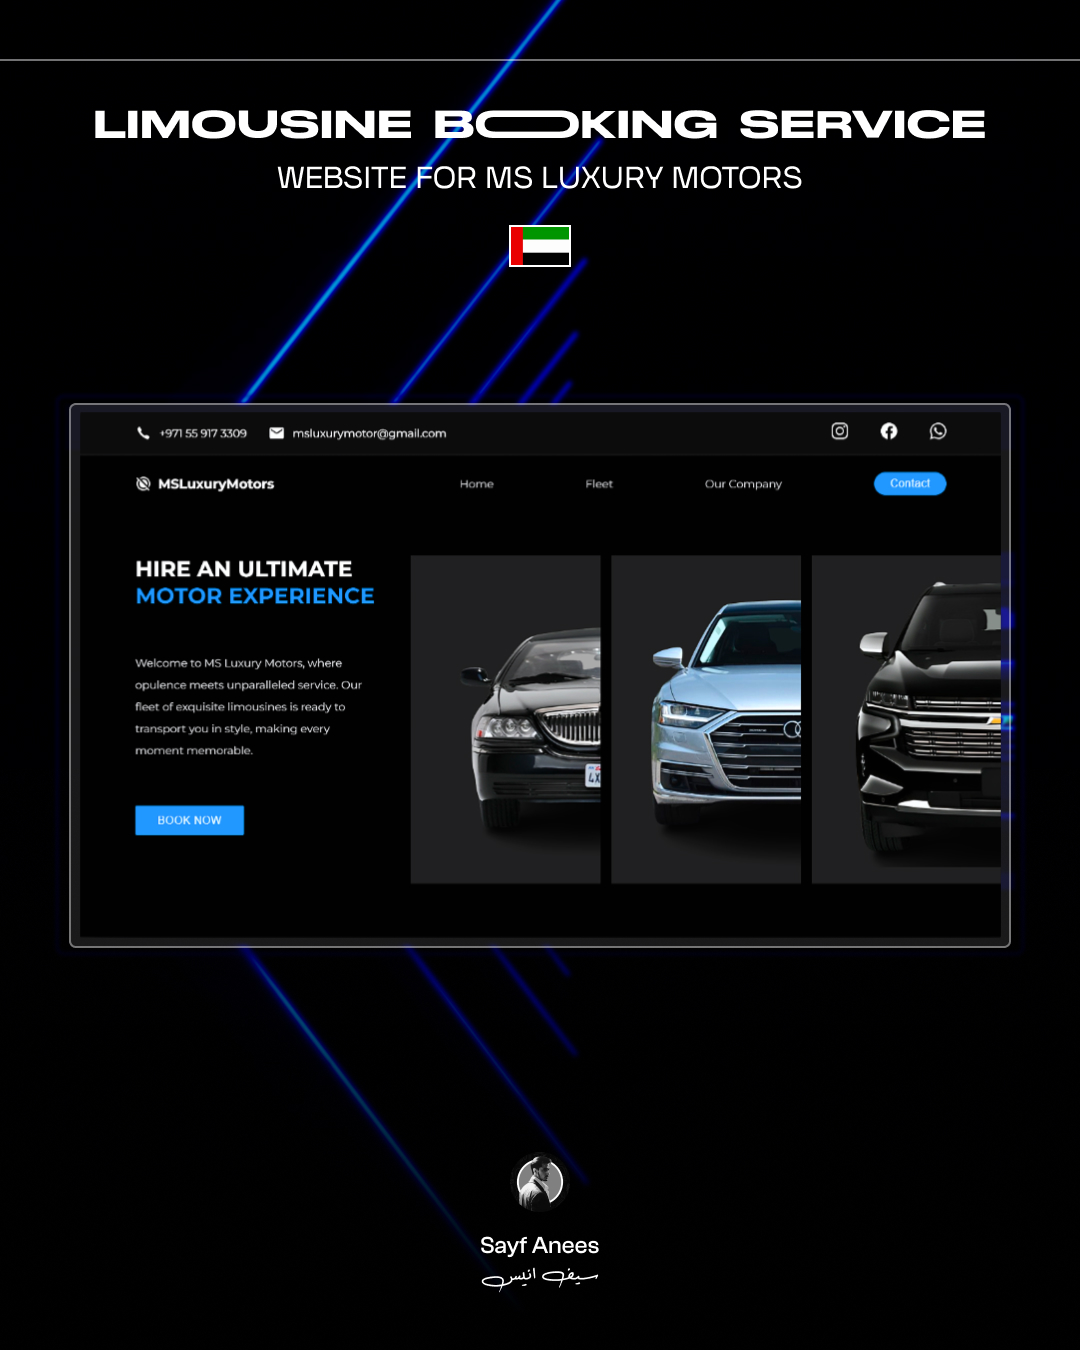 LIMOUSINE BOOKING SERVICE
WEBSITE FOR MS LUXURY MOTORS
+971 55 917 3309 msluxurymotor@gmail.com
MSLuxuryMotors Home Fleet Our Company Contact
HIRE AN ULTIMATE
MOTOR EXPERIENCE
Welcome to MS Luxury Motors, where
opulence meets unparalleled service. Our
fleet of exquisite limousines is ready to
transport you in style, making every
moment memorable.
BOOK NOW
Sayf Anees
سيف انيس